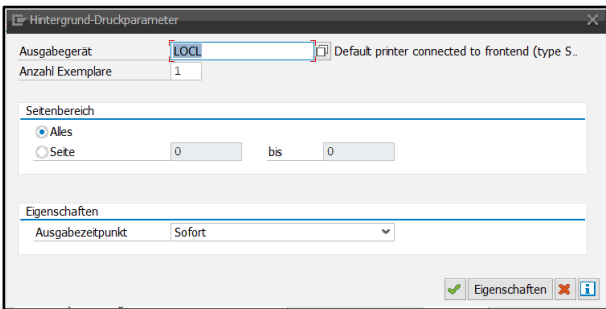 Hintergrund-Druckparameter
Ausgabegerät LOCL Default printer connected to frontend (type S..
Anzahl Exemplare 1
Seitenbereich
Alles
Seite 0 bis 0
Eigenschaften
Ausgabezeitpunkt Sofort
Eigenschaften